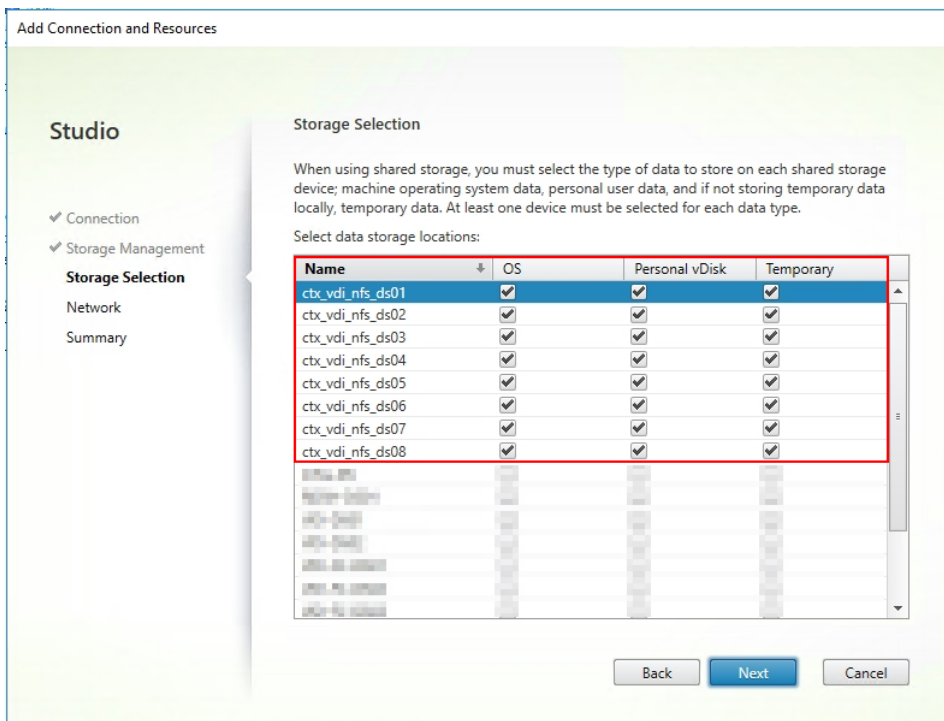 Add Connection and Resources
Studio
Connection
Storage Management
Storage Selection
Network
Summary
Storage Selection
When using shared storage, you must select the type of data to store on each shared storage
device; machine operating system data, personal user data, and if not storing temporary data
locally, temporary data. At least one device must be selected for each data type.
Select data storage locations:
Name OS Personal vDisk Temporary
ctx_vdi_nfs_ds01
ctx_vdi_nfs_ds02
ctx_vdi_nfs_ds03
ctx_vdi_nfs_ds04
ctx_vdi_nfs_ds05
ctx_vdi_nfs_ds06
ctx_vdi_nfs_ds07
ctx_vdi_nfs_ds08
Back Next Cancel